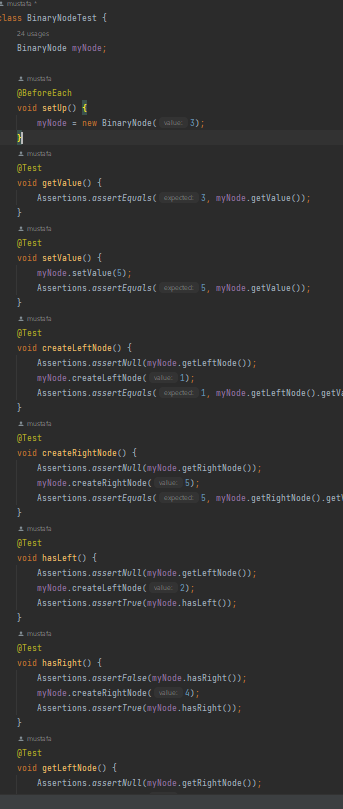 mustafa *
class BinaryNodeTest {
24 usages
BinaryNode myNode;
mustafa
@BeforeEach
void setUp() {
myNode = new BinaryNode( value: 3);
}
mustafa
@Test
void getValue() {
Assertions.assertEquals( expected: 3, myNode.getValue());
}
mustafa
@Test
void setValue() {
myNode.setValue(5);
Assertions.assertEquals( expected: 5, myNode.getValue());
}
mustafa
@Test
void createLeftNode() {
Assertions.assertNull(myNode.getLeftNode());
myNode.createLeftNode( value: 1);
Assertions.assertEquals( expected: 1, myNode.getLeftNode().getVa
}
mustafa
@Test
void createRightNode() {
Assertions.assertNull(myNode.getRightNode());
myNode.createRightNode( value: 5);
Assertions.assertEquals( expected: 5, myNode.getRightNode().getV
}
mustafa
@Test
void hasLeft() {
Assertions.assertNull(myNode.getLeftNode());
myNode.createLeftNode( value: 2);
Assertions.assertTrue(myNode.hasLeft());
}
mustafa
@Test
void hasRight() {
Assertions.assertFalse(myNode.hasRight());
myNode.createRightNode( value: 4);
Assertions.assertTrue(myNode.hasRight());
}
mustafa
@Test
void getLeftNode() {
Assertions.assertNull(myNode.getRightNode());